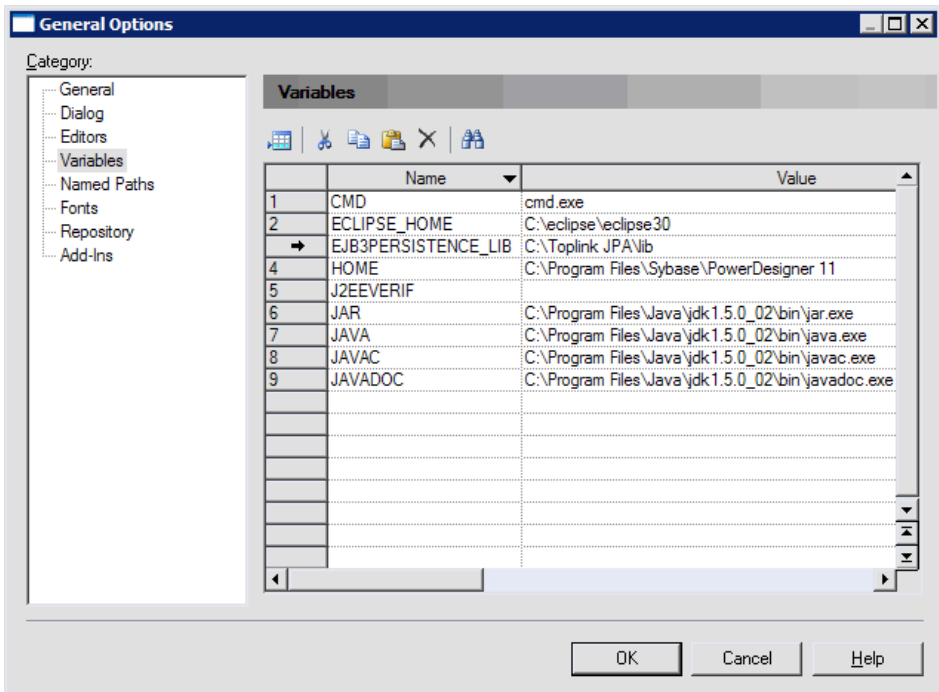 General Options
Category:
General
Dialog
Editors
Variables
Named Paths
Fonts
Repository
Add-Ins
Variables
Name Value
1 CMD cmd.exe
2 ECLIPSE_HOME C:\eclipse\eclipse30
EJB3PERSISTENCE_LIB C:\Toplink JPA\lib
4 HOME C:\Program Files\Sybase\PowerDesigner 11
5 J2EEVERIF
6 JAR C:\Program Files\Java\jdk1.5.0_02\bin\jar.exe
7 JAVA C:\Program Files\Java\jdk1.5.0_02\bin\java.exe
8 JAVAC C:\Program Files\Java\jdk1.5.0_02\bin\javac.exe
9 JAVADOC C:\Program Files\Java\jdk1.5.0_02\bin\javadoc.exe
OK Cancel Help